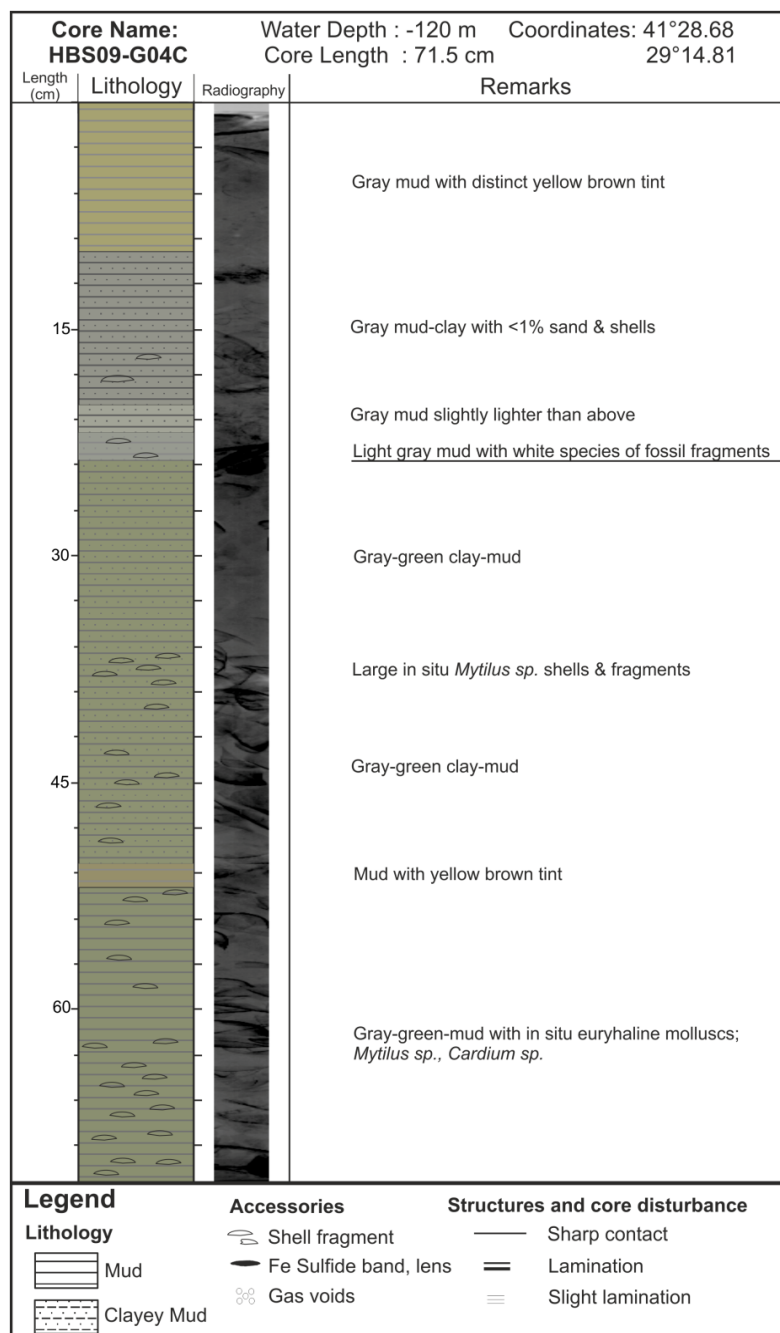 Core Name: Water Depth : -120 m Coordinates: 41°28.68
HBS09-G04C Core Length : 71.5 cm 29°14.81
Length (cm) Lithology Radiography Remarks
Gray mud with distinct yellow brown tint
15
Gray mud-clay with <1% sand & shells
Gray mud slightly lighter than above
Light gray mud with white species of fossil fragments
30
Gray-green clay-mud
Large in situ Mytilus sp. shells & fragments
45
Gray-green clay-mud
Mud with yellow brown tint
60
Gray-green-mud with in situ euryhaline molluscs;
Mytilus sp., Cardium sp.
Legend
Lithology
Mud
Clayey Mud
Accessories
Shell fragment
Fe Sulfide band, lens
Gas voids
Structures and core disturbance
Sharp contact
Lamination
Slight lamination